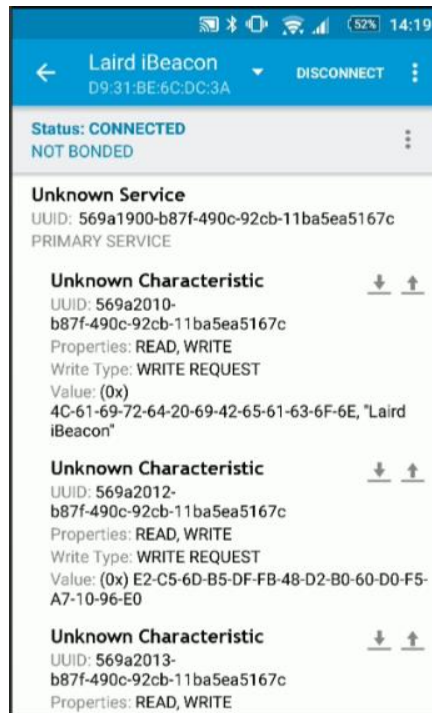 52% 14:19
Laird iBeacon DISCONNECT
D9:31:BE:6C:DC:3A
Status: CONNECTED
NOT BONDED
Unknown Service
UUID: 569a1900-b87f-490c-92cb-11ba5ea5167c
PRIMARY SERVICE
Unknown Characteristic
UUID: 569a2010-
b87f-490c-92cb-11ba5ea5167c
Properties: READ, WRITE
Write Type: WRITE REQUEST
Value: (0x)
4C-61-69-72-64-20-69-42-65-61-63-6F-6E, "Laird
iBeacon"
Unknown Characteristic
UUID: 569a2012-
b87f-490c-92cb-11ba5ea5167c
Properties: READ, WRITE
Write Type: WRITE REQUEST
Value: (0x) E2-C5-6D-B5-DF-FB-48-D2-B0-60-D0-F5-
A7-10-96-E0
Unknown Characteristic
UUID: 569a2013-
b87f-490c-92cb-11ba5ea5167c
Properties: READ, WRITE